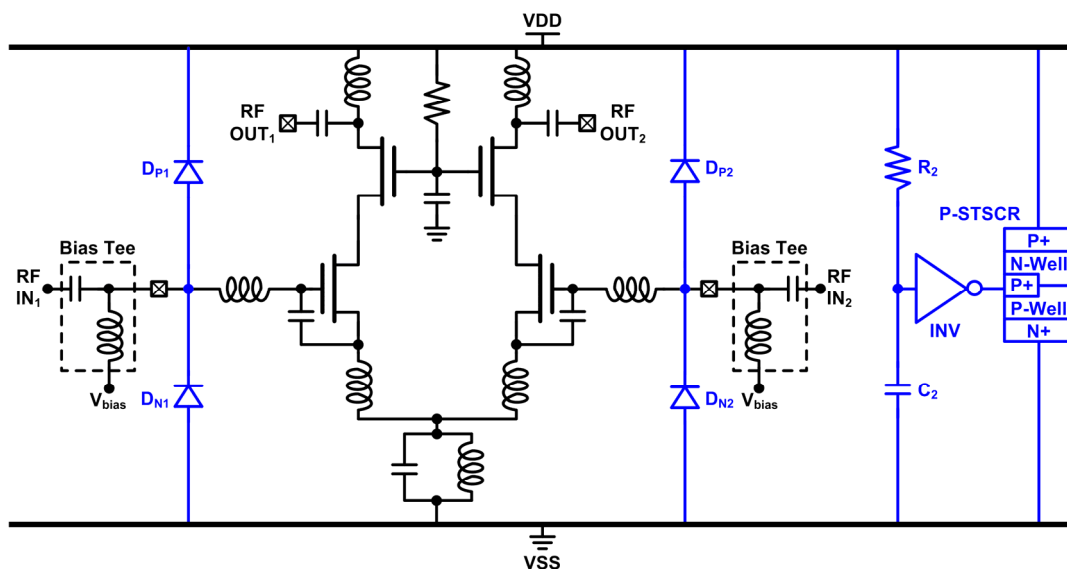 VDD
RF
OUT1
RF
OUT2
DP1
DP2
R2
P-STSCR
P+
N-Well
P+
P-Well
N+
Bias Tee
Bias Tee
RF
IN1
RF
IN2
INV
Vbias
DN1
DN2
Vbias
C2
VSS